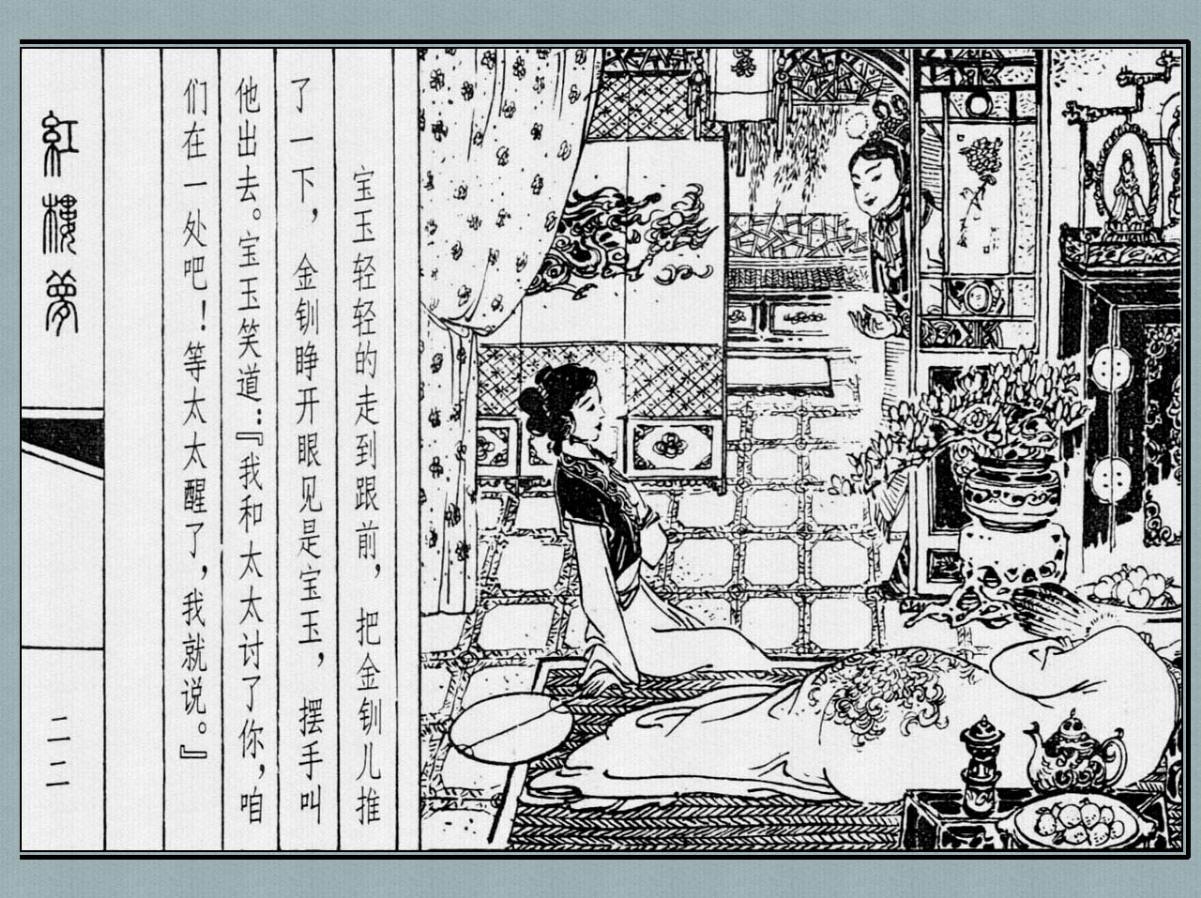 宝玉轻轻的走到跟前，把金钏儿推
了一下，金钏睁开眼见是宝玉，摆手叫
他出去。宝玉笑道：『我和太太讨了你，咱
们在一处吧！等太太醒了，我就说。』
红楼梦
二二